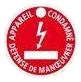 APPAREIL CONDAMNÉ
DÉFENSE DE MANŒUVRER